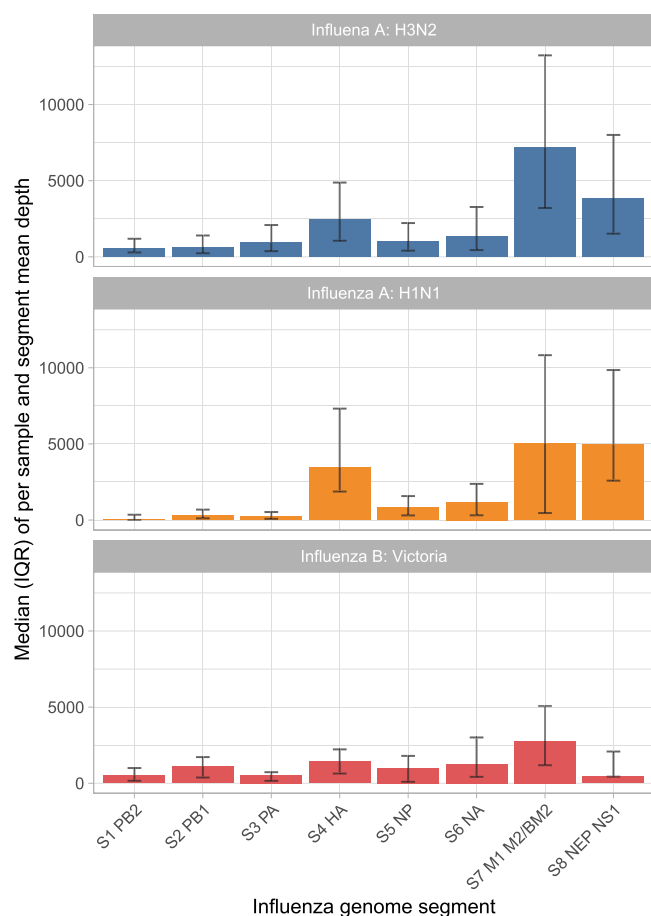 Influena A: H3N2
10000
5000
0
Influenza A: H1N1
10000
5000
0
Influenza B: Victoria
10000
5000
0
Median (IQR) of per sample and segment mean depth
S1 PB2
S2 PB1
S3 PA
S4 HA
S5 NP
S6 NA
S7 M1 M2/BM2
S8 NEP NS1
Influenza genome segment